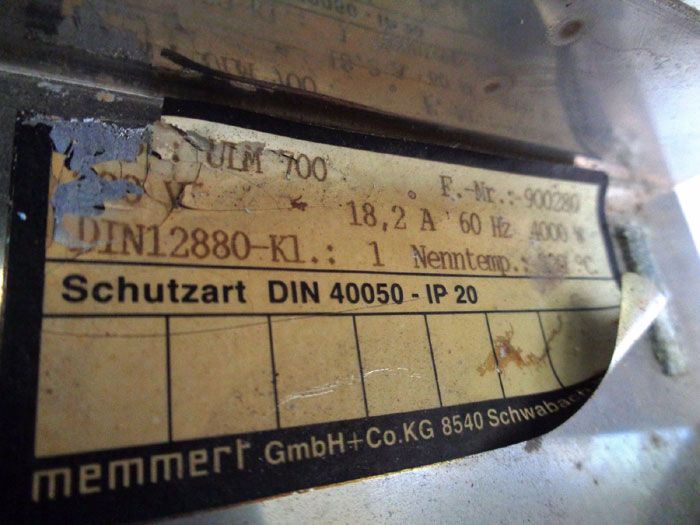 : ULM 700
F.-Nr.:-900280
0 V 18,2 A 60 Hz 4000 W
DIN12880-Kl.: 1 Nenntemp.: °C
Schutzart DIN 40050 - IP 20
memmert GmbH+Co.KG 8540 Schwabach